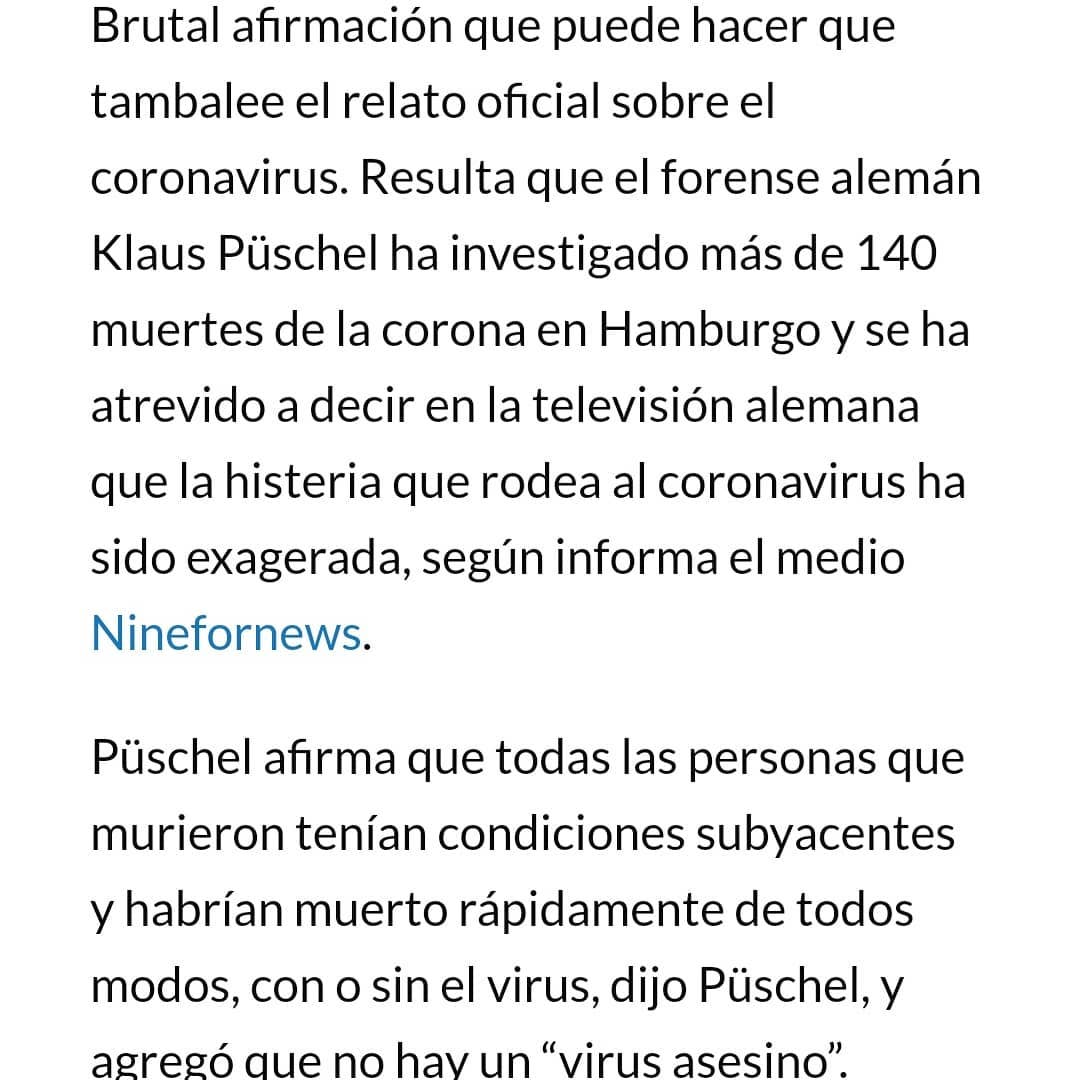 Brutal afirmación que puede hacer que
tambalee el relato oficial sobre el
coronavirus. Resulta que el forense alemán
Klaus Püschel ha investigado más de 140
muertes de la corona en Hamburgo y se ha
atrevido a decir en la televisión alemana
que la histeria que rodea al coronavirus ha
sido exagerada, según informa el medio
Ninefornews.
Püschel afirma que todas las personas que
murieron tenían condiciones subyacentes
y habrían muerto rápidamente de todos
modos, con o sin el virus, dijo Püschel, y
agregó que no hay un “virus asesino”.